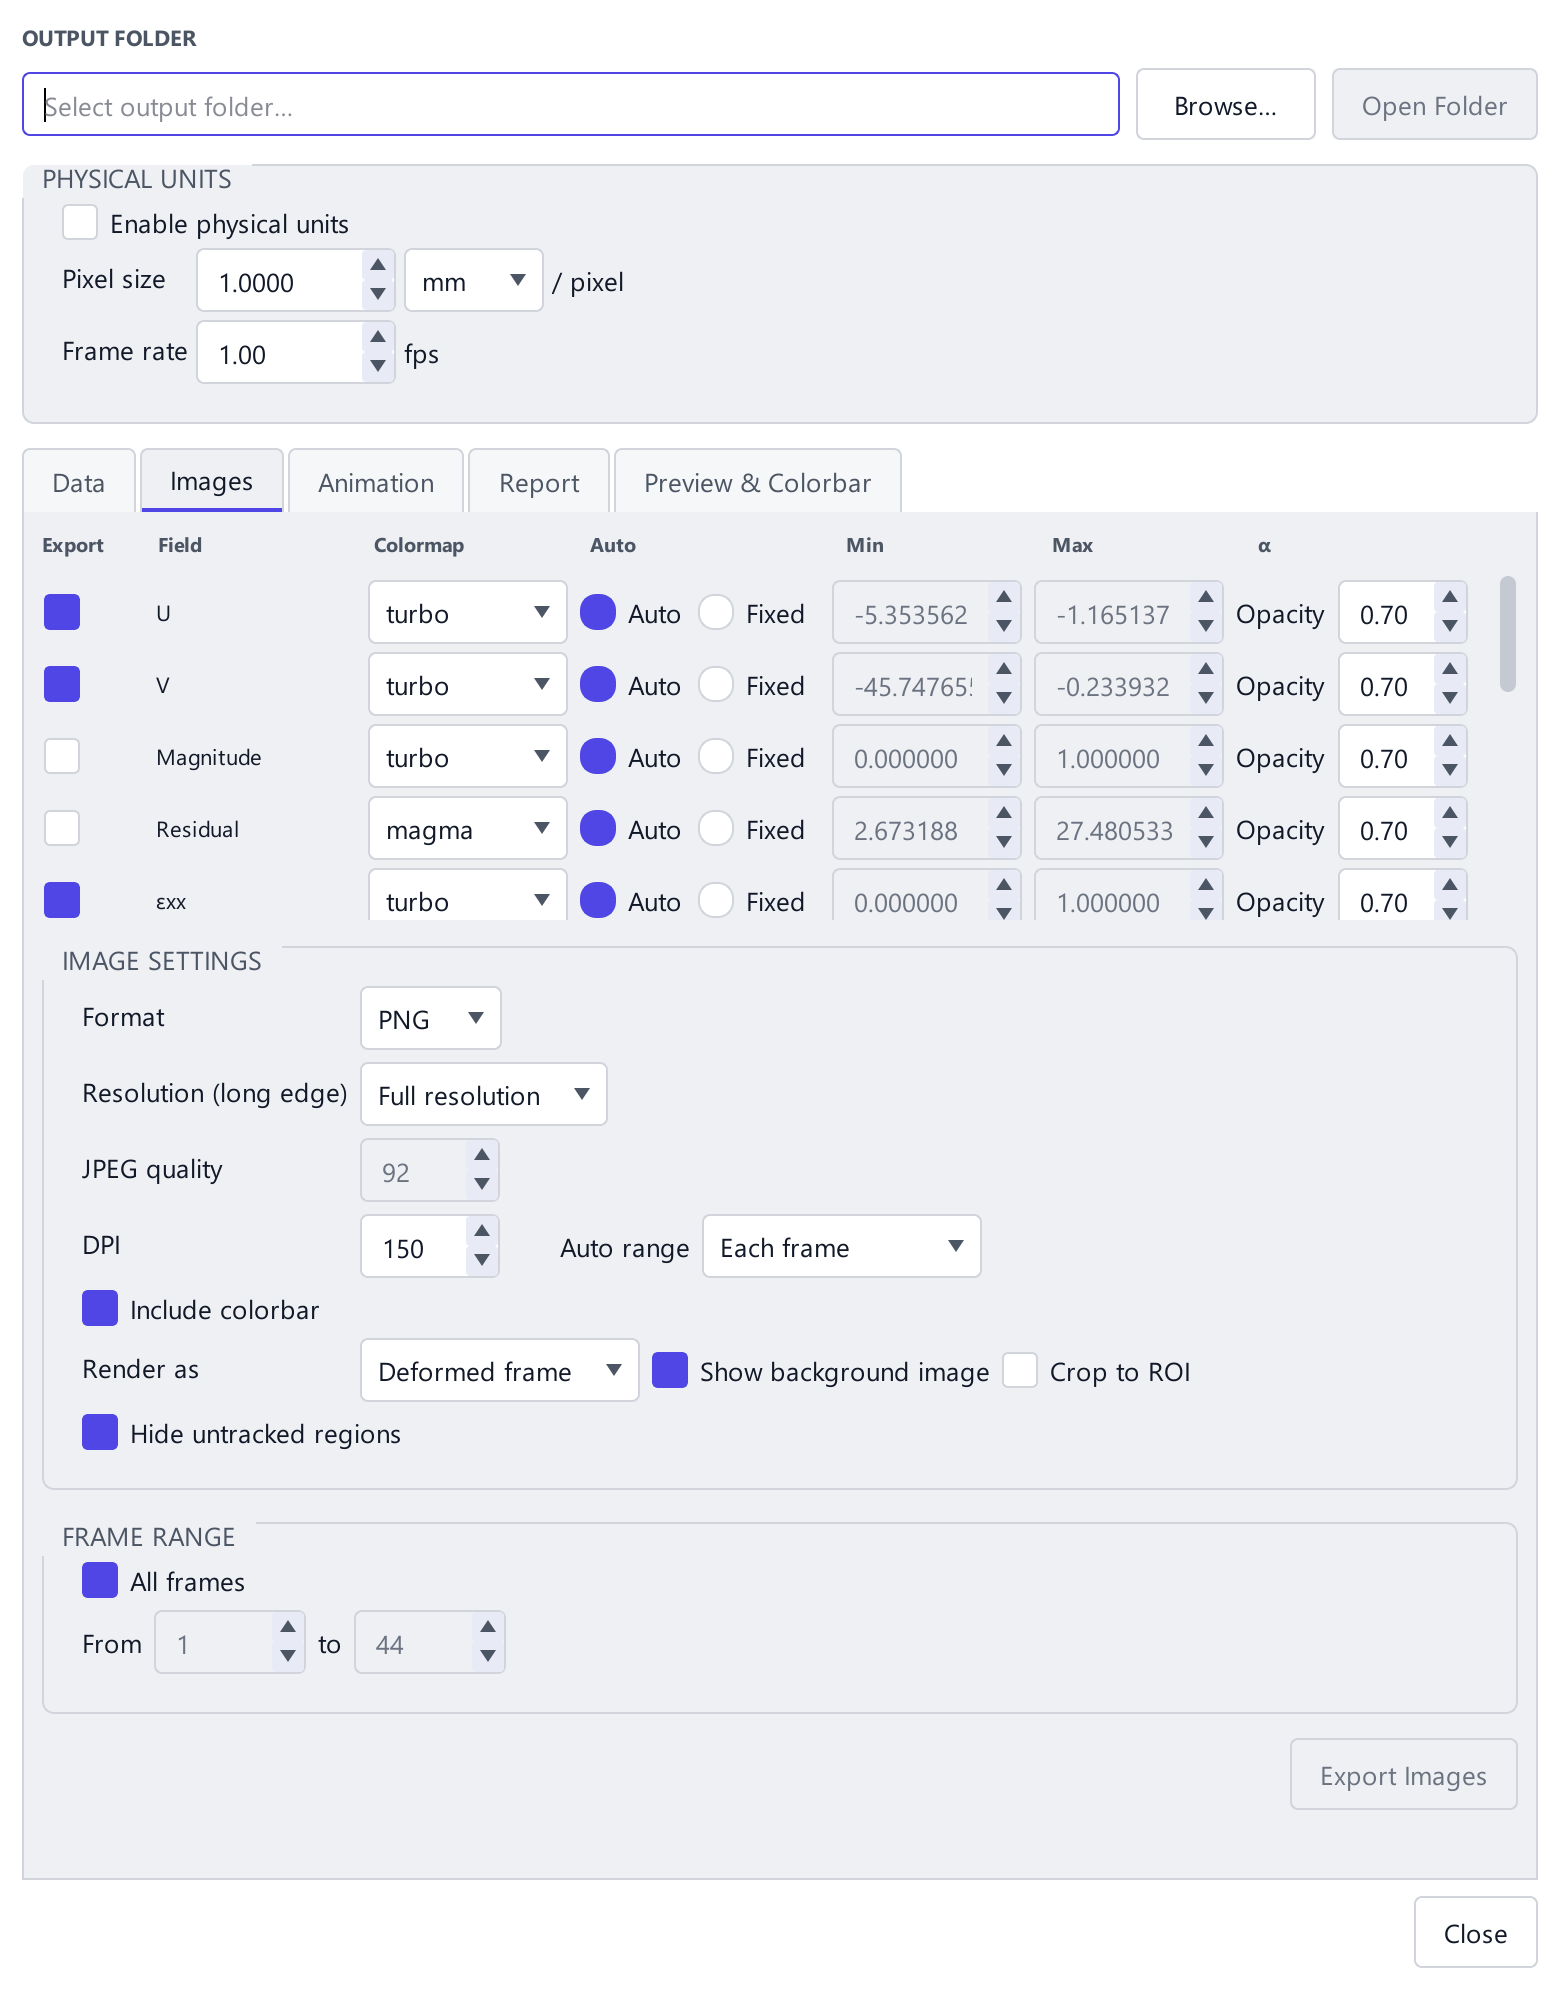 OUTPUT FOLDER
Select output folder... Browse... Open Folder
PHYSICAL UNITS
Enable physical units
Pixel size 1.0000 mm / pixel
Frame rate 1.00 fps
Data Images Animation Report Preview & Colorbar
Export Field Colormap Auto Min Max α
U turbo Auto Fixed -5.353562 -1.165137 Opacity 0.70
V turbo Auto Fixed -45.74765 -0.233932 Opacity 0.70
Magnitude turbo Auto Fixed 0.000000 1.000000 Opacity 0.70
Residual magma Auto Fixed 2.673188 27.480533 Opacity 0.70
εxx turbo Auto Fixed 0.000000 1.000000 Opacity 0.70
IMAGE SETTINGS
Format PNG
Resolution (long edge) Full resolution
JPEG quality 92
DPI 150 Auto range Each frame
Include colorbar
Render as Deformed frame Show background image Crop to ROI
Hide untracked regions
FRAME RANGE
All frames
From 1 to 44
Export Images
Close